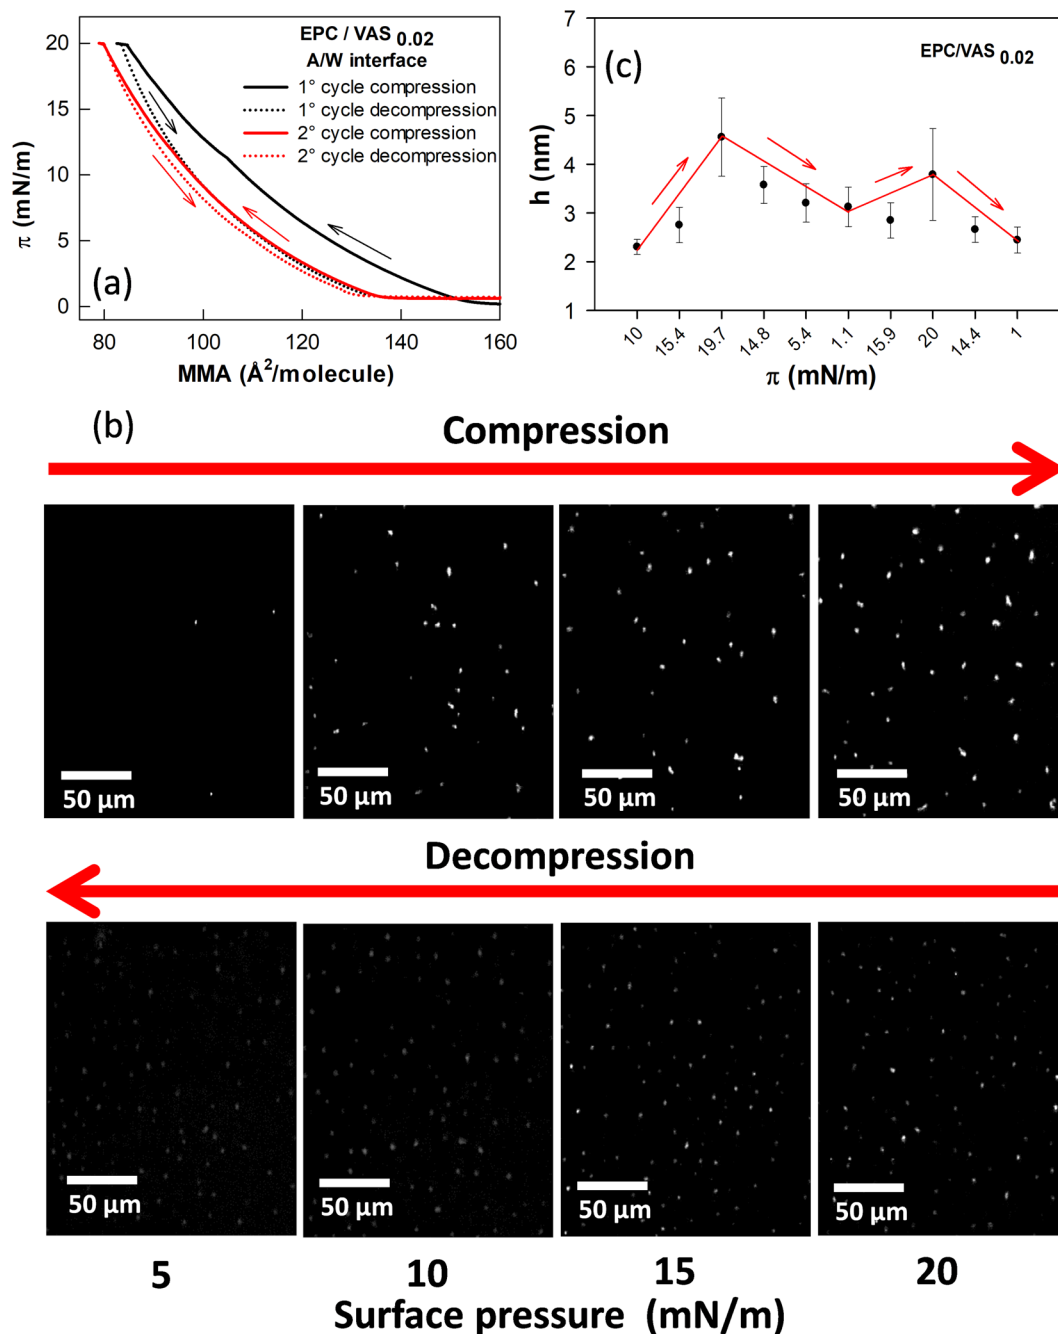 (a)
EPC / VAS 0.02
A/W interface
1° cycle compression
1° cycle decompression
2° cycle compression
2° cycle decompression
20
15
10
5
0
π (mN/m)
80 100 120 140 160
MMA (Å²/molecule)
(c)
EPC/VAS 0.02
7
6
5
4
3
2
1
h (nm)
10 15.4 19.7 14.8 5.4 1.1 15.9 20 14.4 1
π (mN/m)
(b)
Compression
50 μm 50 μm 50 μm 50 μm
Decompression
50 μm 50 μm 50 μm 50 μm
5 10 15 20
Surface pressure (mN/m)